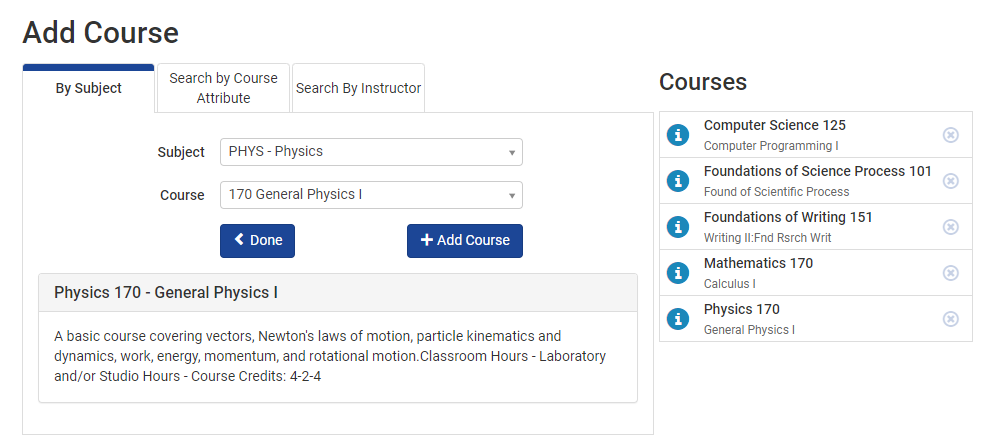 Add Course
By Subject
Search by Course
Attribute
Search By Instructor
Subject
PHYS - Physics
Course
170 General Physics I
Done
Add Course
Physics 170 - General Physics I
A basic course covering vectors, Newton's laws of motion, particle kinematics and
dynamics, work, energy, momentum, and rotational motion.Classroom Hours - Laboratory
and/or Studio Hours - Course Credits: 4-2-4
Courses
Computer Science 125
Computer Programming I
Foundations of Science Process 101
Found of Scientific Process
Foundations of Writing 151
Writing II:Fnd Rsrch Writ
Mathematics 170
Calculus I
Physics 170
General Physics I